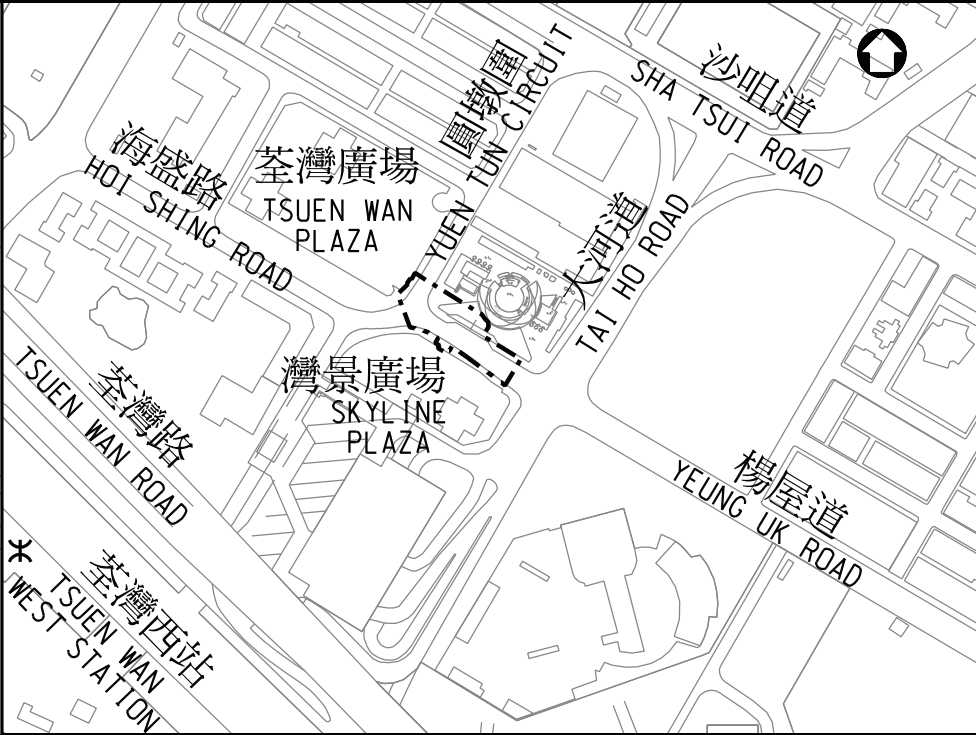 沙咀道
SHA TSUI ROAD
圓墩圍
YUEN TUN CIRCUIT
海盛路
HOI SHING ROAD
荃灣廣場
TSUEN WAN
PLAZA
大河道
TAI HO ROAD
灣景廣場
SKYLINE
PLAZA
荃灣路
TSUEN WAN ROAD
楊屋道
YEUNG UK ROAD
荃灣西站
TSUEN WAN
WEST STATION